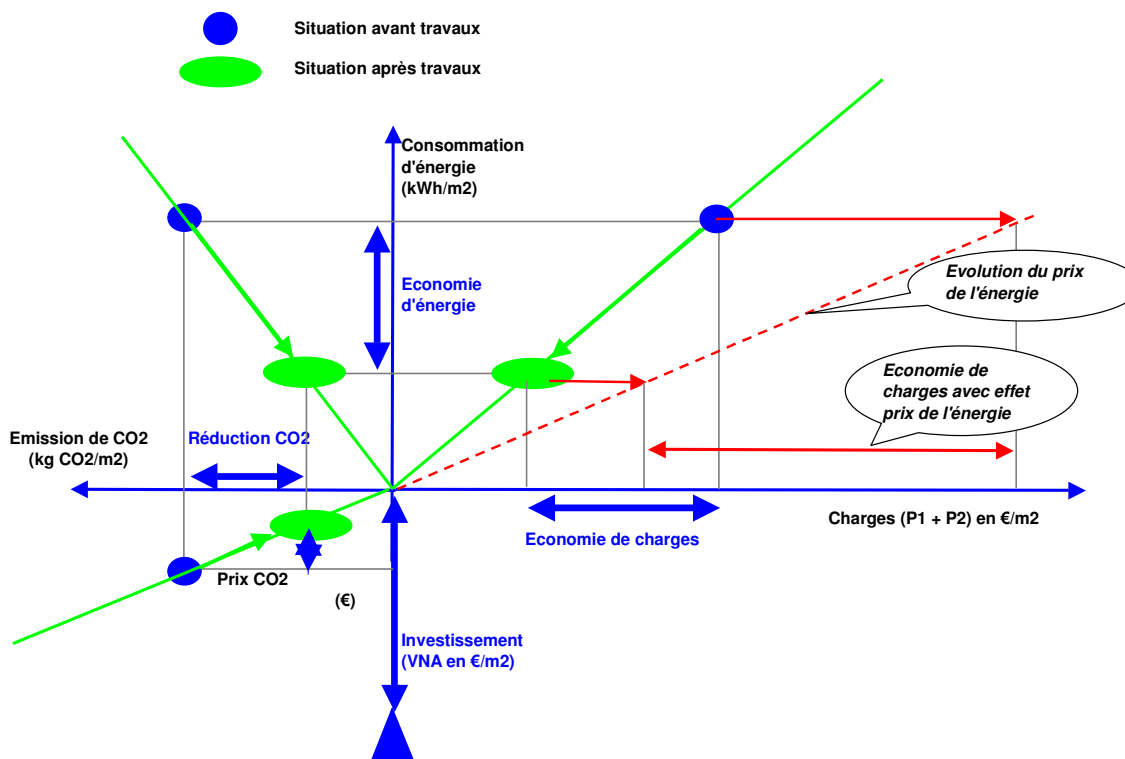 Situation avant travaux
Situation après travaux
Consommation
d'énergie
(kWh/m2)
Economie
d'énergie
Evolution du prix
de l'énergie
Economie de
charges avec effet
prix de l'énergie
Emission de CO2
(kg CO2/m2)
Réduction CO2
Charges (P1 + P2) en €/m2
Economie de charges
Prix CO2
(€)
Investissement
(VNA en €/m2)